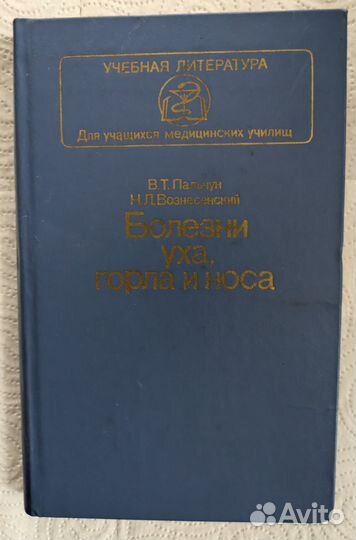 УЧЕБНАЯ ЛИТЕРАТУРА
Для учащихся медицинских училищ
В.Т.Пальчун
Н.Л.Вознесенский
Болезни
уха,
горла и носа
Avito